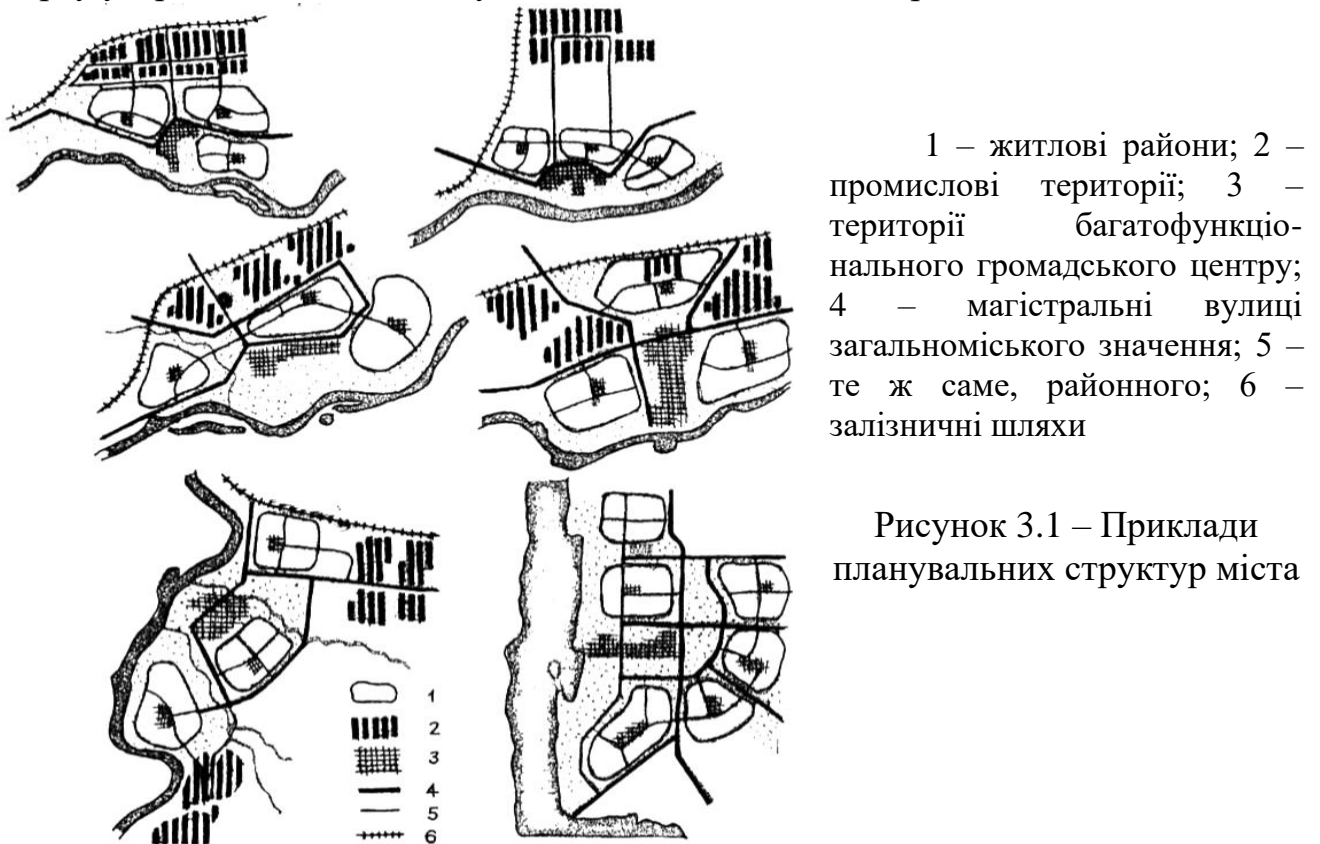 1 – житлові райони; 2 –
промислові території; 3 –
території багатофункціо-
нального громадського центру;
4 – магістральні вулиці
загальноміського значення; 5 –
те ж саме, районного; 6 –
залізничні шляхи
Рисунок 3.1 – Приклади
планувальних структур міста
1
2
3
4
5
6